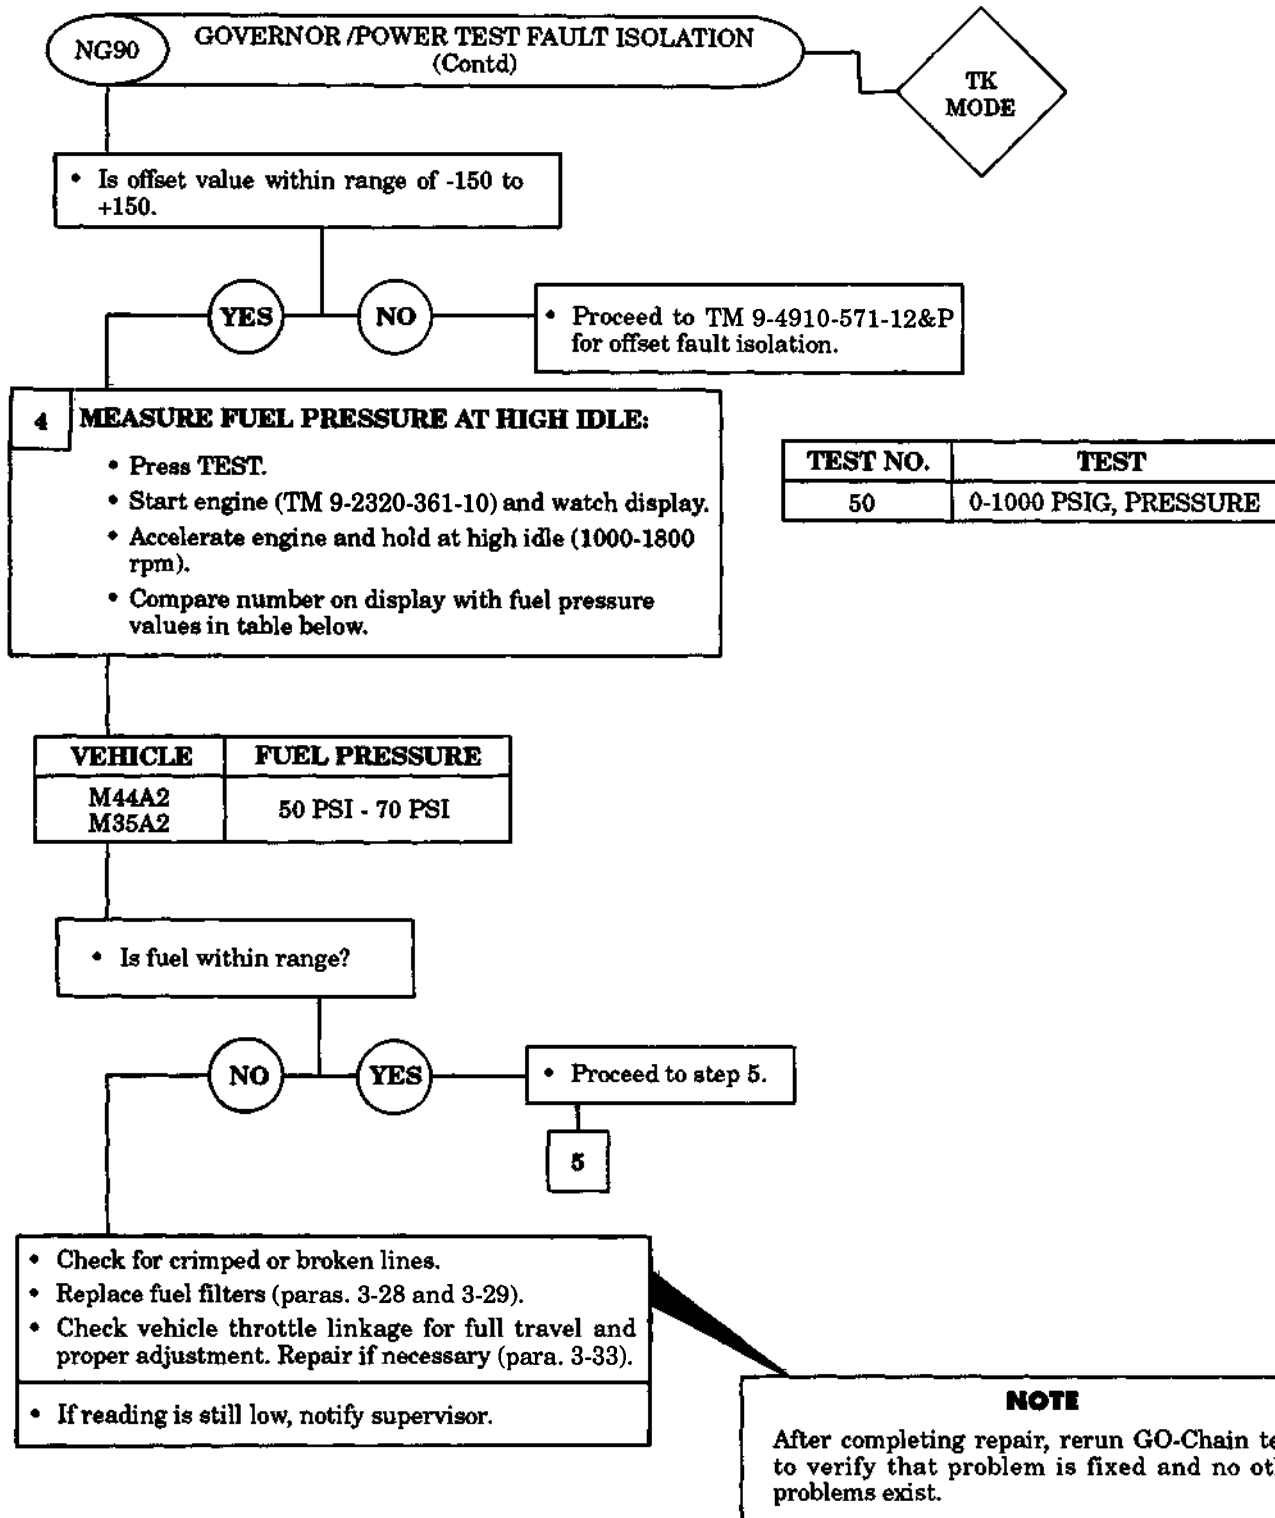 NG90
GOVERNOR /POWER TEST FAULT ISOLATION
(Contd)
TK
MODE
• Is offset value within range of -150 to
+150.
YES
NO
• Proceed to TM 9-4910-571-12&P
for offset fault isolation.
4
MEASURE FUEL PRESSURE AT HIGH IDLE:
• Press TEST.
• Start engine (TM 9-2320-361-10) and watch display.
• Accelerate engine and hold at high idle (1000-1800
rpm).
• Compare number on display with fuel pressure
values in table below.
TEST NO. TEST
50 0-1000 PSIG, PRESSURE
VEHICLE FUEL PRESSURE
M44A2
M35A2
50 PSI - 70 PSI
• Is fuel within range?
NO
YES
• Proceed to step 5.
5
• Check for crimped or broken lines.
• Replace fuel filters (paras. 3-28 and 3-29).
• Check vehicle throttle linkage for full travel and
proper adjustment. Repair if necessary (para. 3-33).
• If reading is still low, notify supervisor.
NOTE
After completing repair, rerun GO-Chain te
to verify that problem is fixed and no oth
problems exist.